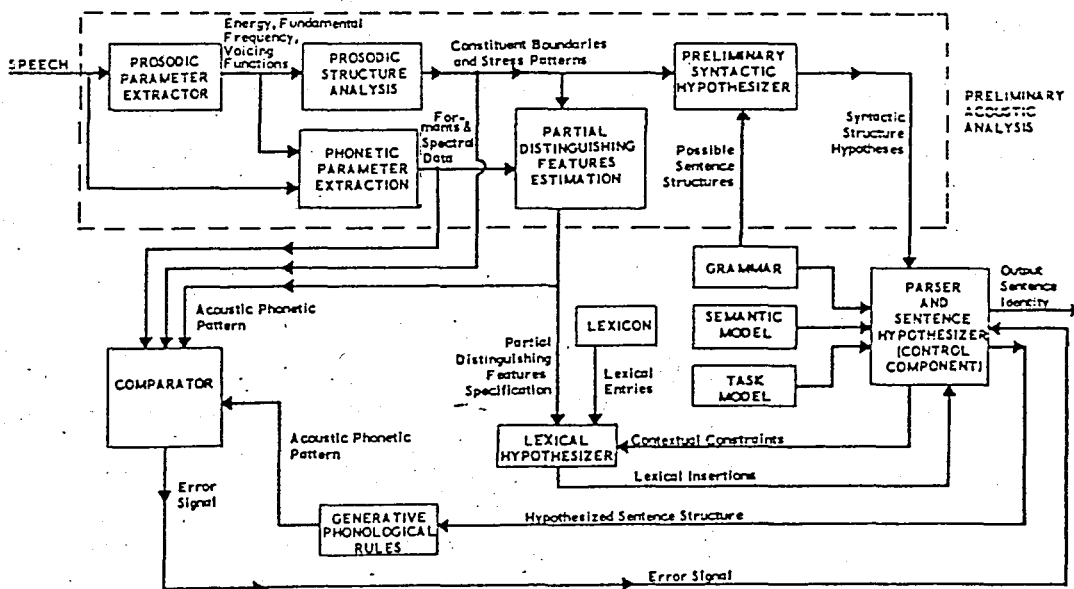 SPEECH
PROSODIC
PARAMETER
EXTRACTOR
Energy, Fundamental
Frequency,
Voicing
Functions
PROSODIC
STRUCTURE
ANALYSIS
Constituent Boundaries
and Stress Patterns
PRELIMINARY
SYNTACTIC
HYPOTHESIZER
PRELIMINARY
ACOUSTIC
ANALYSIS
For-
mants &
Spectral
Data
PHONETIC
PARAMETER
EXTRACTION
PARTIAL
DISTINGUISHING
FEATURES
ESTIMATION
Possible
Sentence
Structures
Syntactic
Structure
Hypotheses
Acoustic Phonetic
Pattern
COMPARATOR
Partial
Distinguishing
Features
Specification
LEXICON
Lexical
Entries
GRAMMAR
SEMANTIC
MODEL
TASK
MODEL
PARSER
AND
SENTENCE
HYPOTHESIZER
(CONTROL
COMPONENT)
Output
Sentence
Identity
LEXICAL
HYPOTHESIZER
Contextual Constraints
Lexical Insertions
Acoustic Phonetic
Pattern
Error
Signal
GENERATIVE
PHONOLOGICAL
RULES
Hypothesized Sentence Structure
Error Signal